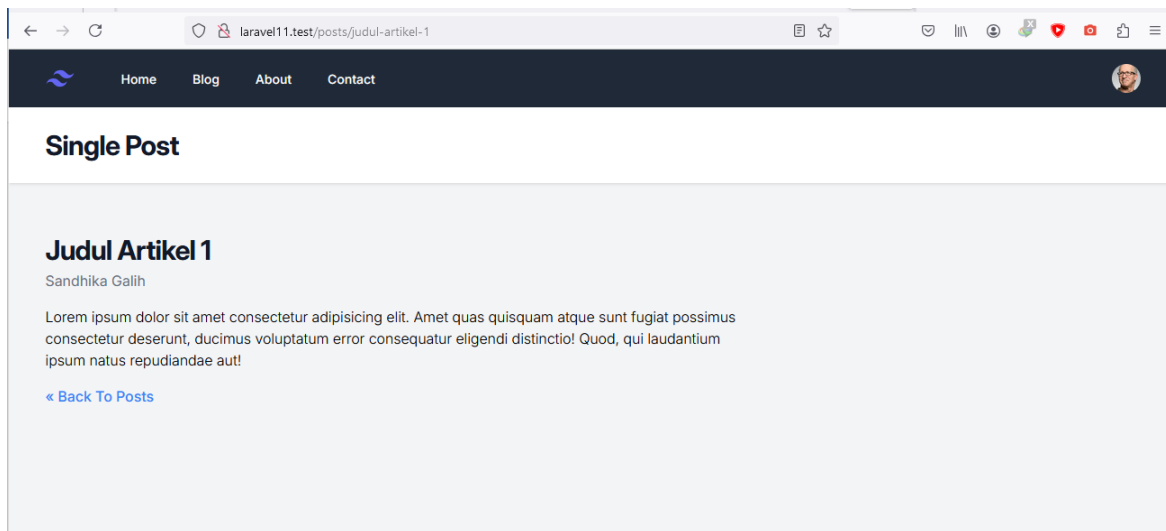 laravel11.test/posts/judul-artikel-1
Home Blog About Contact
Single Post
Judul Artikel 1
Sandhika Galih
Lorem ipsum dolor sit amet consectetur adipisicing elit. Amet quas quisquam atque sunt fugiat possimus
consectetur deserunt, ducimus voluptatum error consequatur eligendi distinctio! Quod, qui laudantium
ipsum natus repudiandae aut!
« Back To Posts